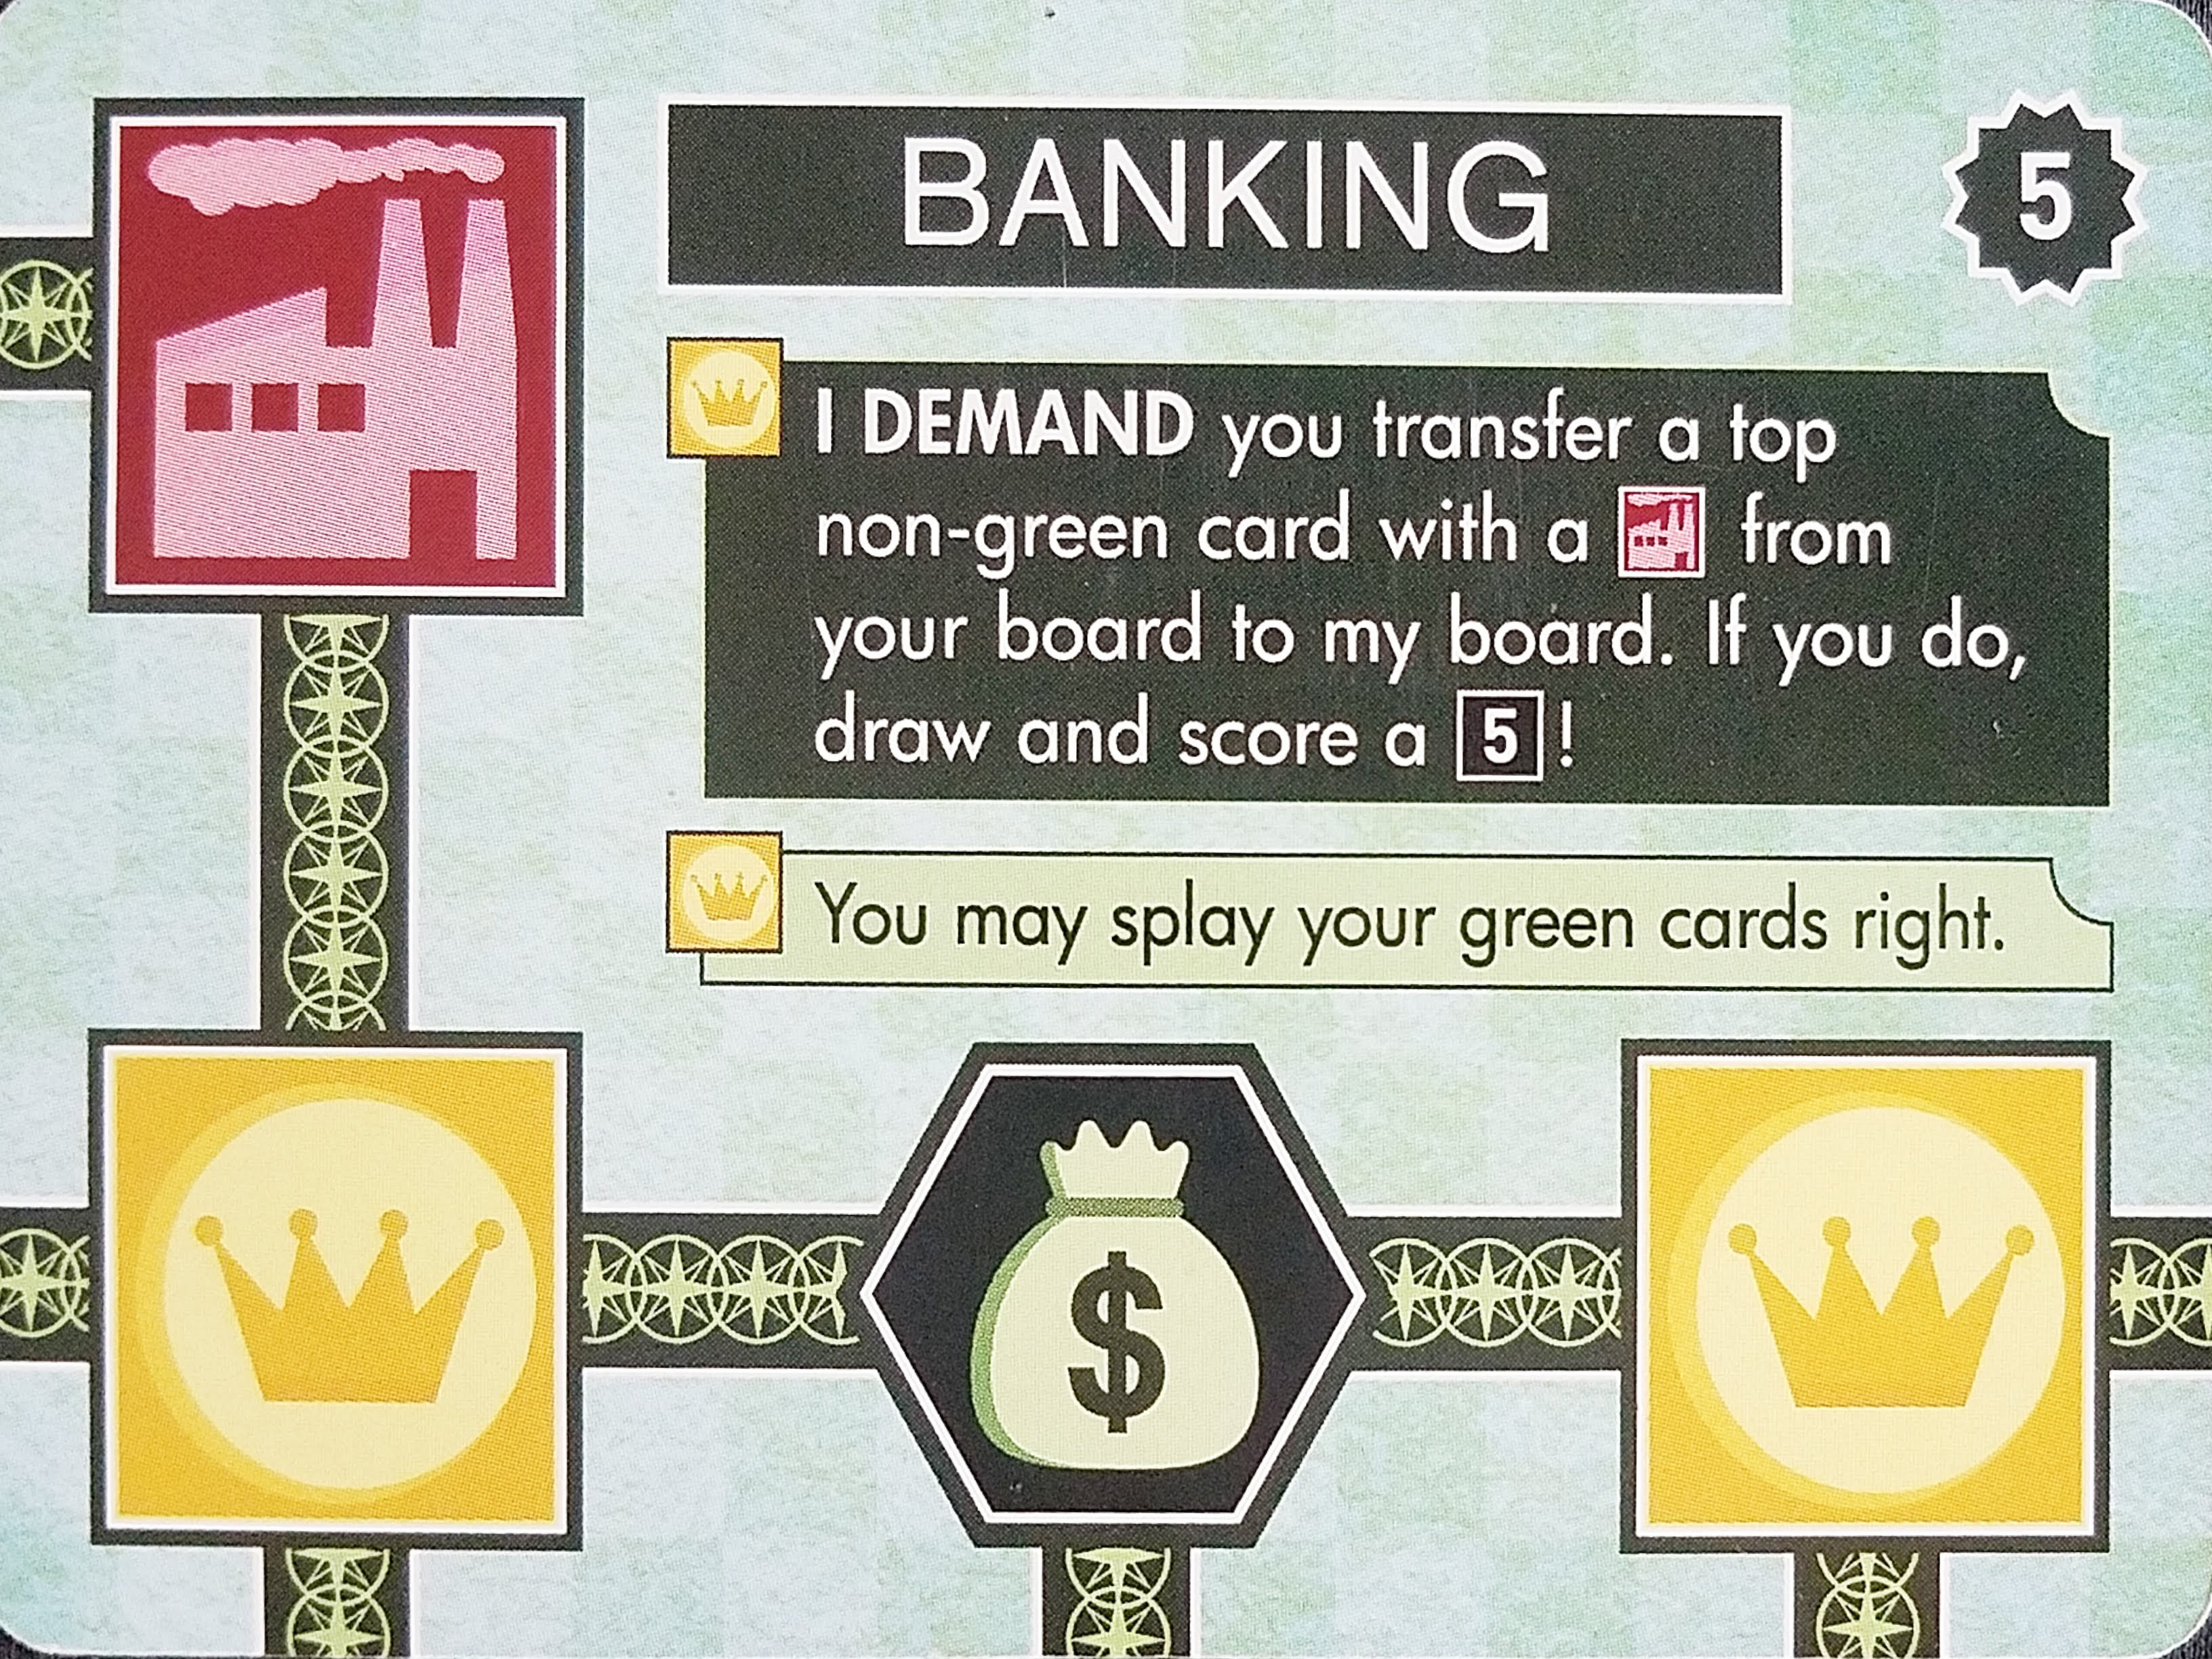 BANKING
5
I DEMAND you transfer a top
non-green card with a from
your board to my board. If you do,
draw and score a 5!
You may splay your green cards right.
$